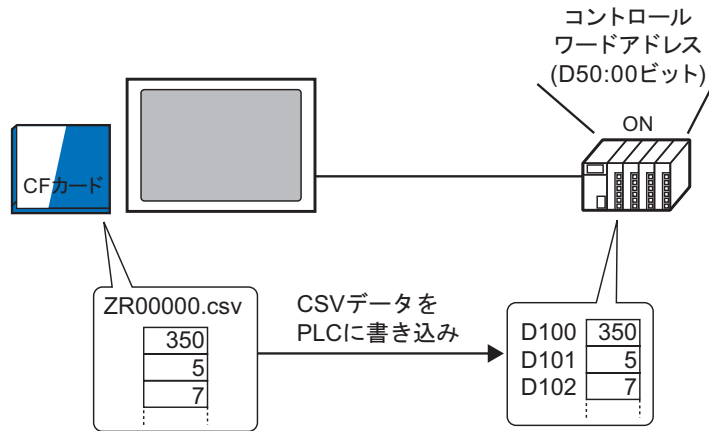 コントロール
ワードアドレス
(D50:00ビット)
ON
CFカード
ZR00000.csv
350
5
7
CSVデータを
PLCに書き込み
D100 350
D101 5
D102 7